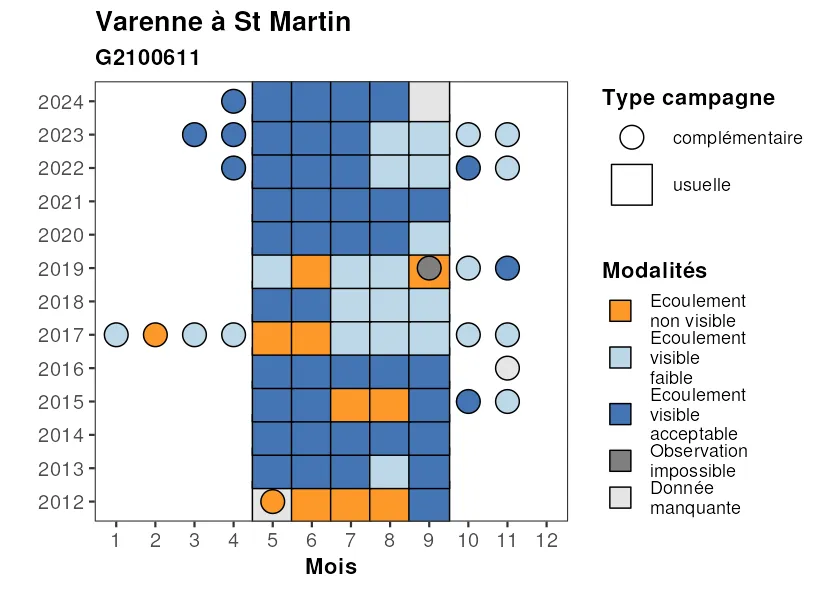 Varenne à St Martin
G2100611
2024
2023
2022
2021
2020
2019
2018
2017
2016
2015
2014
2013
2012
1 2 3 4 5 6 7 8 9 10 11 12
Mois
Type campagne
complémentaire
usuelle
Modalités
Ecoulement
non visible
Ecoulement
visible
faible
Ecoulement
visible
acceptable
Observation
impossible
Donnée
manquante